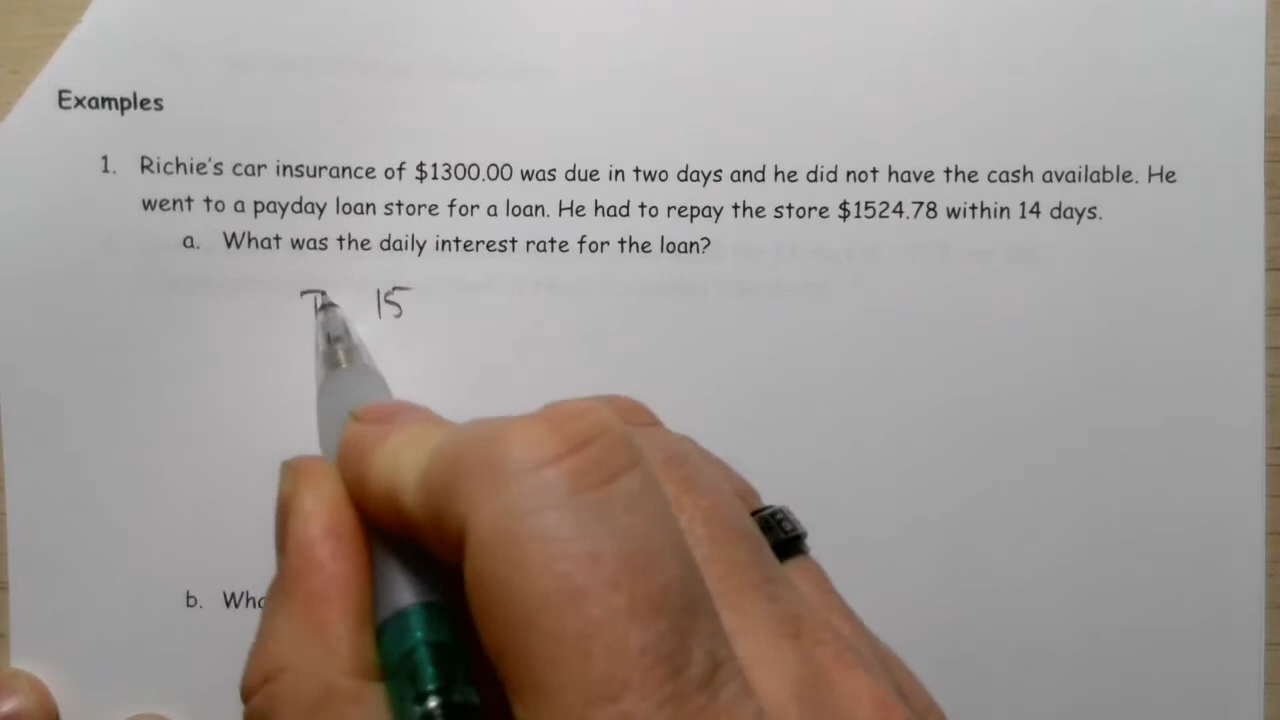 Examples
1. Richie's car insurance of $1300.00 was due in two days and he did not have the cash available. He
went to a payday loan store for a loan. He had to repay the store $1524.78 within 14 days.
a. What was the daily interest rate for the loan?
15
b.